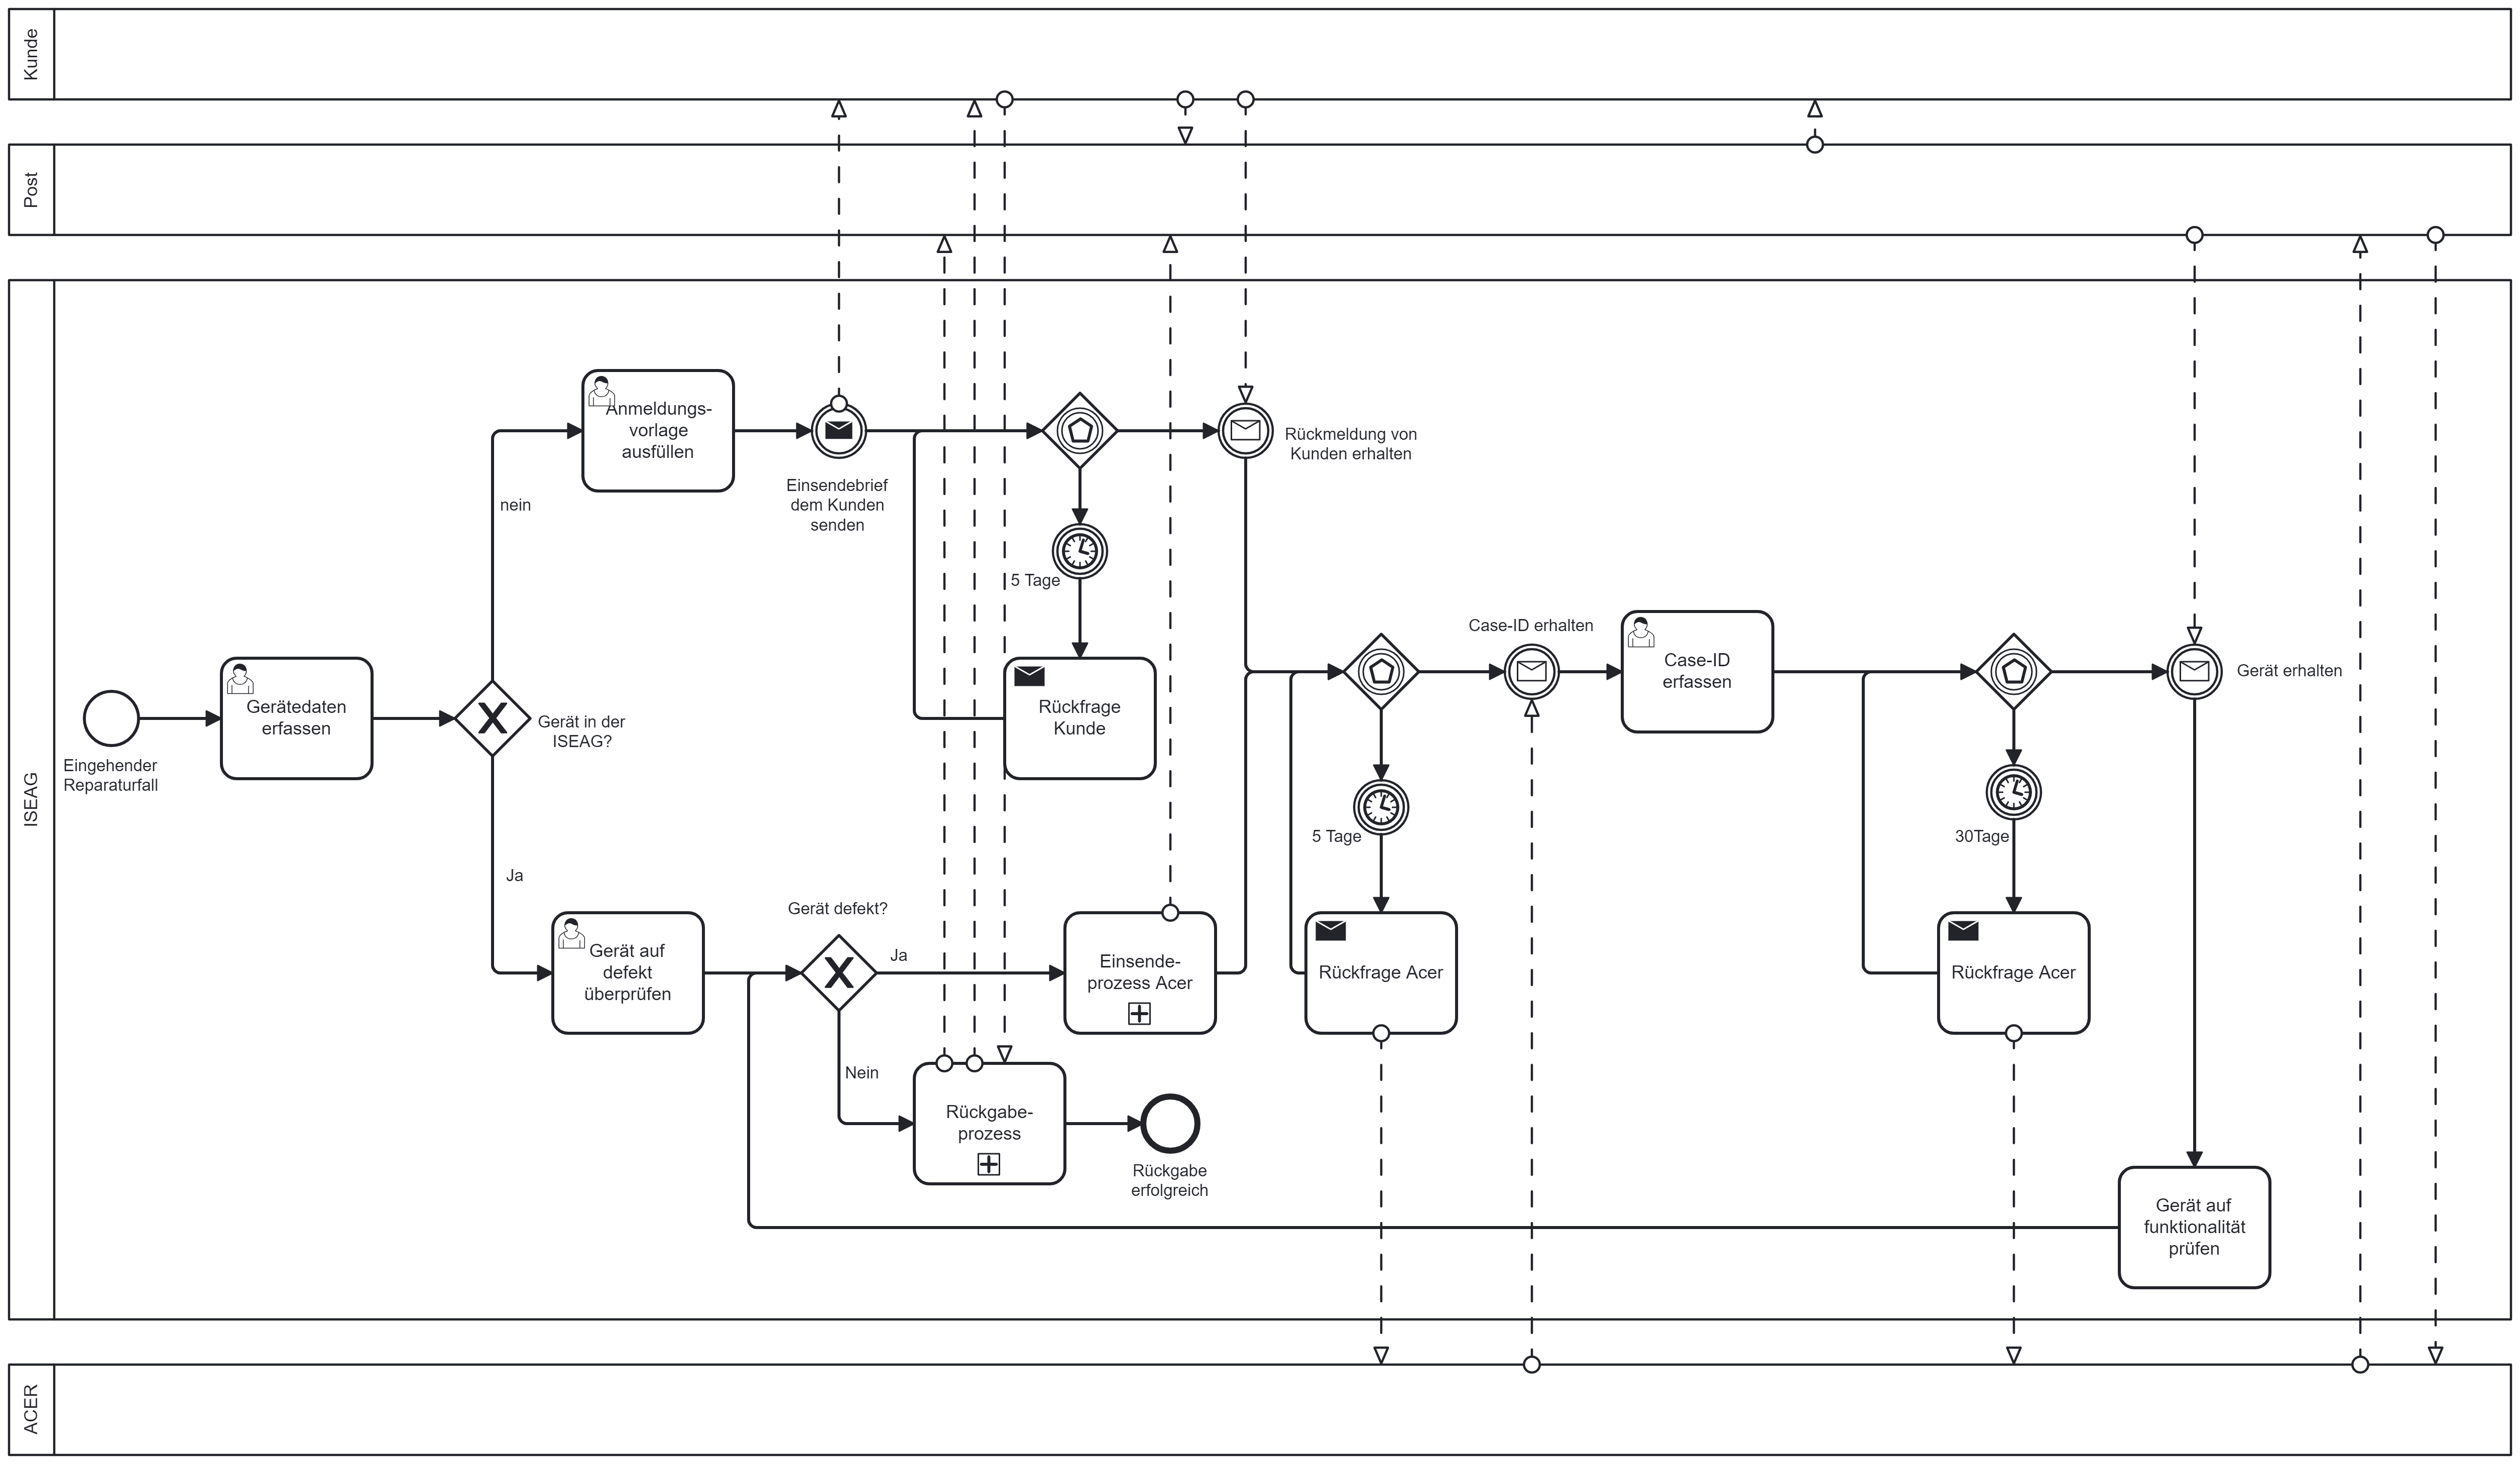 Kunde
Post
ISEAG
Eingehender
Reparaturfall
Gerätedaten
erfassen
Gerät in der
ISEAG?
nein
Ja
Anmeldungs-
vorlage
ausfüllen
Einsendebrief
dem Kunden
senden
5 Tage
Rückfrage
Kunde
Rückmeldung von
Kunden erhalten
Gerät auf
defekt
überprüfen
Gerät defekt?
Ja
Nein
Einsende-
prozess Acer
Rückgabe-
prozess
Rückgabe
erfolgreich
5 Tage
Rückfrage Acer
Case-ID erhalten
Case-ID
erfassen
30Tage
Rückfrage Acer
Gerät erhalten
Gerät auf
funktionalität
prüfen
ACER